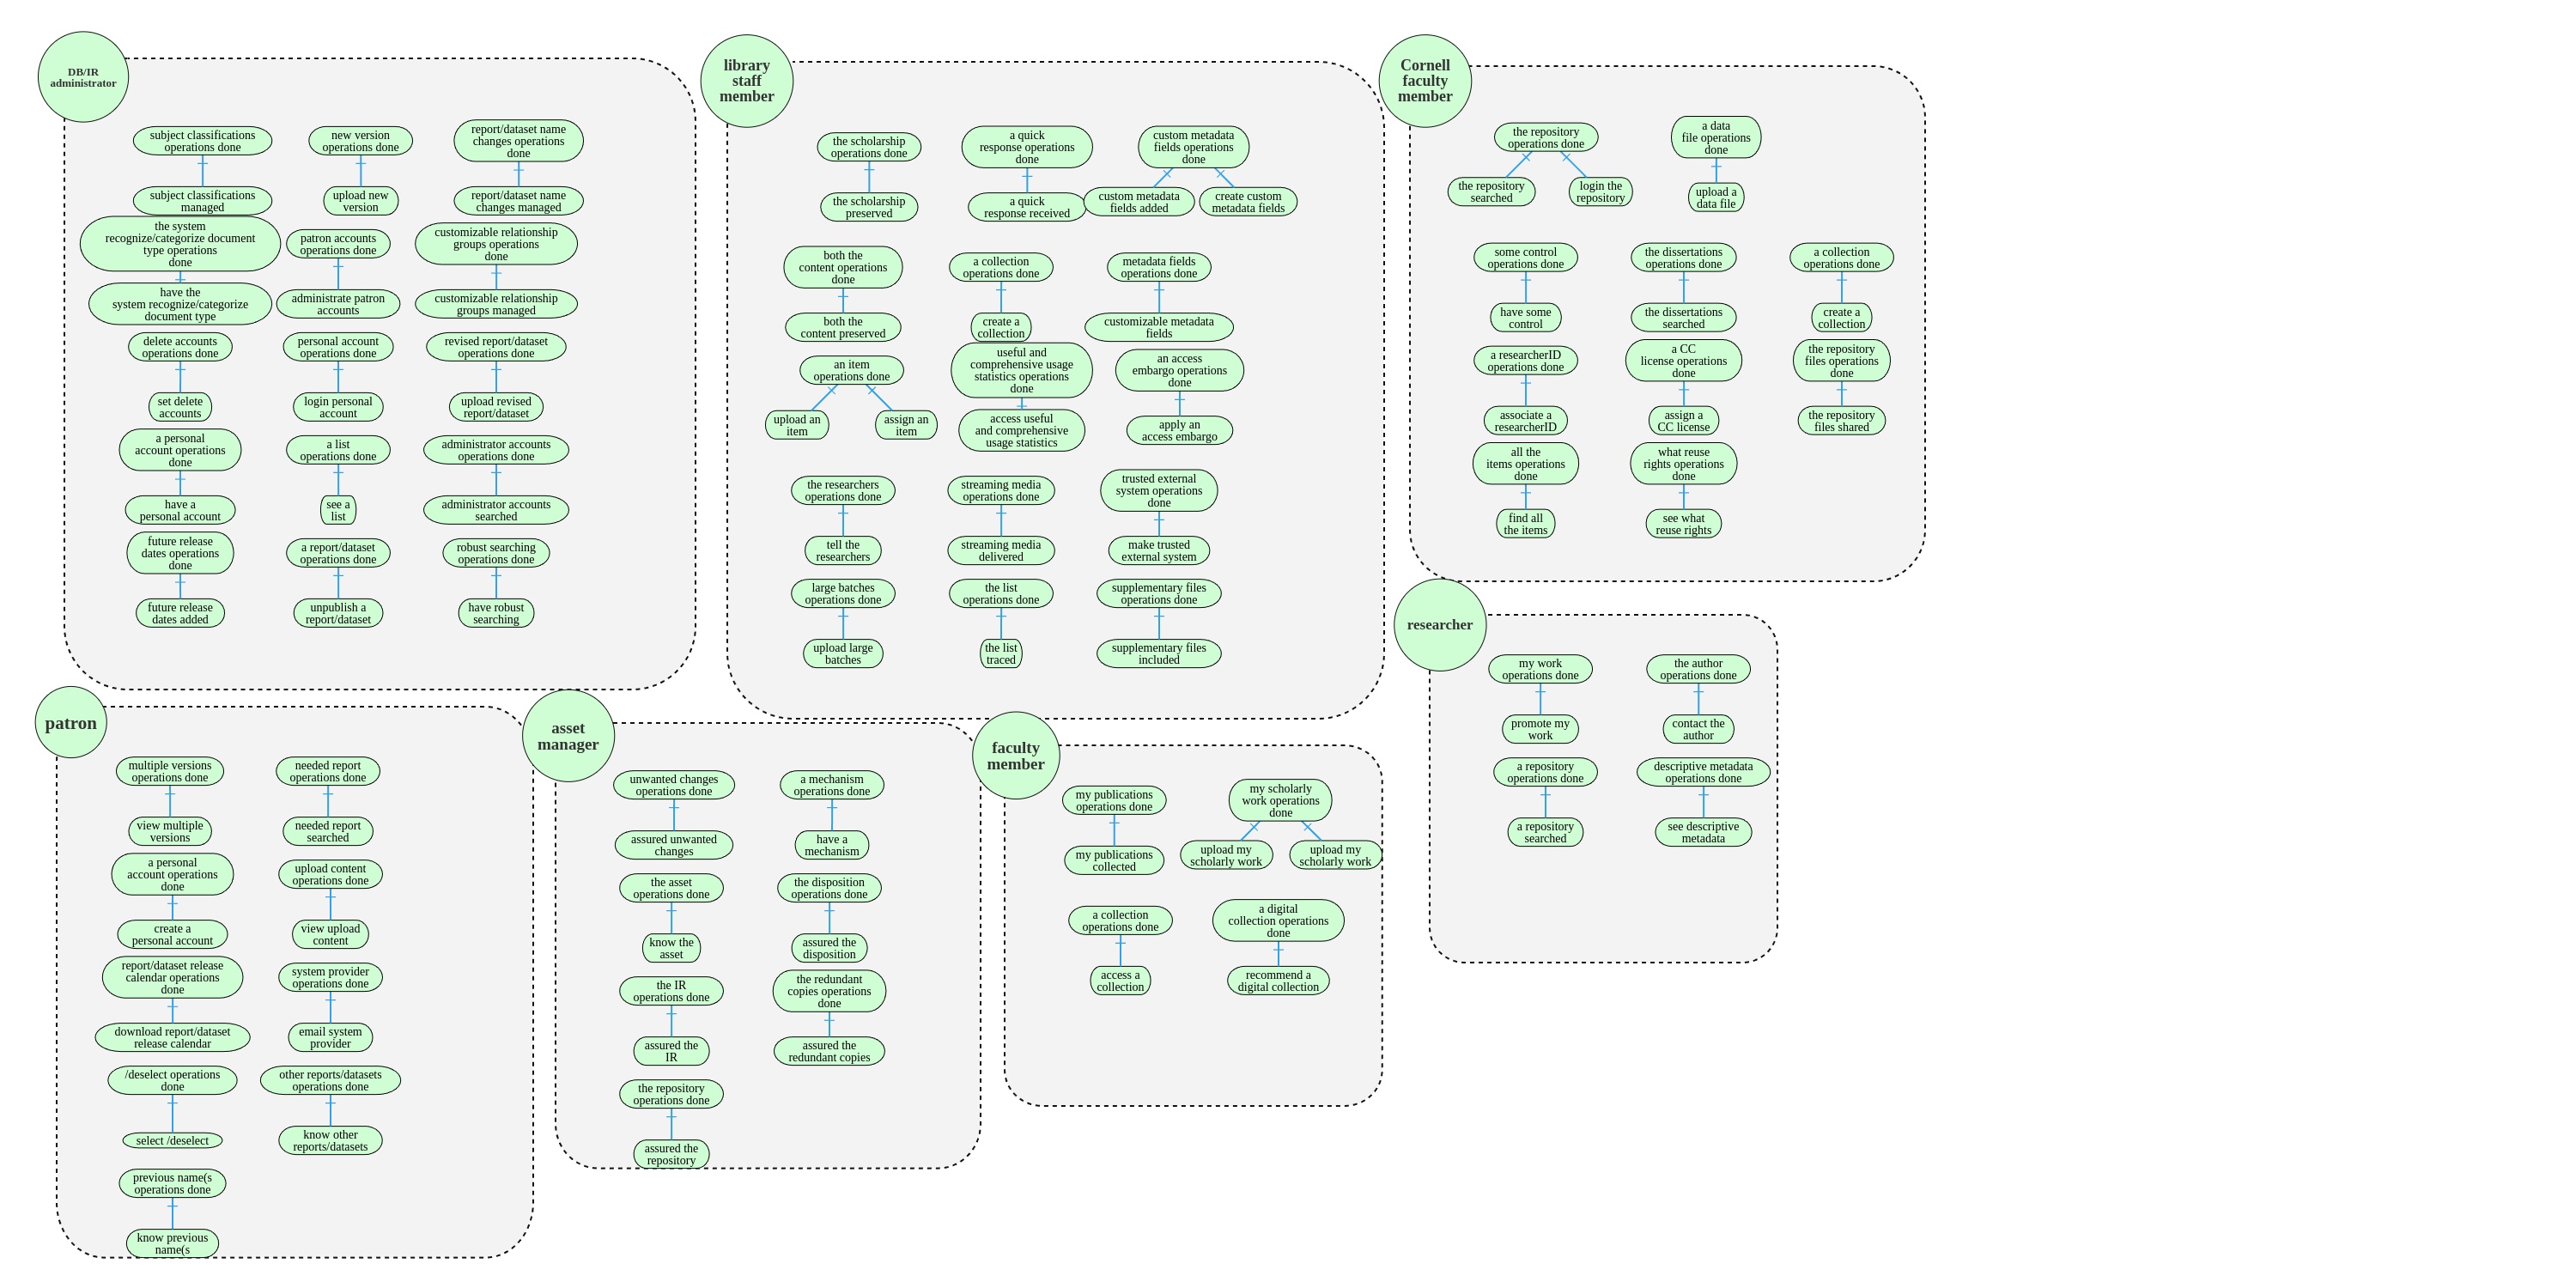 DB/IR
administrator
subject classifications
operations done
new version
operations done
report/dataset name
changes operations
done
subject classifications
managed
upload new
version
report/dataset name
changes managed
the system
recognize/categorize document
type operations
done
patron accounts
operations done
customizable relationship
groups operations
done
have the
system recognize/categorize
document type
administrate patron
accounts
customizable relationship
groups managed
delete accounts
operations done
personal account
operations done
revised report/dataset
operations done
set delete
accounts
login personal
account
upload revised
report/dataset
a personal
account operations
done
a list
operations done
administrator accounts
operations done
have a
personal account
see a
list
administrator accounts
searched
future release
dates operations
done
a report/dataset
operations done
robust searching
operations done
future release
dates added
unpublish a
report/dataset
have robust
searching
library
staff
member
the scholarship
operations done
a quick
response operations
done
custom metadata
fields operations
done
the scholarship
preserved
a quick
response received
custom metadata
fields added
create custom
metadata fields
both the
content operations
done
a collection
operations done
metadata fields
operations done
both the
content preserved
create a
collection
customizable metadata
fields
an item
operations done
useful and
comprehensive usage
statistics operations
done
an access
embargo operations
done
upload an
item
assign an
item
access useful
and comprehensive
usage statistics
apply an
access embargo
the researchers
operations done
streaming media
operations done
trusted external
system operations
done
tell the
researchers
streaming media
delivered
make trusted
external system
large batches
operations done
the list
operations done
supplementary files
operations done
upload large
batches
the list
traced
supplementary files
included
Cornell
faculty
member
the repository
operations done
a data
file operations
done
the repository
searched
login the
repository
upload a
data file
some control
operations done
the dissertations
operations done
a collection
operations done
have some
control
the dissertations
searched
create a
collection
a researcherID
operations done
a CC
license operations
done
the repository
files operations
done
associate a
researcherID
assign a
CC license
the repository
files shared
all the
items operations
done
what reuse
rights operations
done
find all
the items
see what
reuse rights
researcher
my work
operations done
the author
operations done
promote my
work
contact the
author
a repository
operations done
descriptive metadata
operations done
a repository
searched
see descriptive
metadata
patron
multiple versions
operations done
needed report
operations done
view multiple
versions
needed report
searched
a personal
account operations
done
upload content
operations done
create a
personal account
view upload
content
report/dataset release
calendar operations
done
system provider
operations done
download report/dataset
release calendar
email system
provider
/deselect operations
done
other reports/datasets
operations done
select /deselect
know other
reports/datasets
previous name(s
operations done
know previous
name(s
asset
manager
unwanted changes
operations done
a mechanism
operations done
assured unwanted
changes
have a
mechanism
the asset
operations done
the disposition
operations done
know the
asset
assured the
disposition
the IR
operations done
the redundant
copies operations
done
assured the
IR
assured the
redundant copies
the repository
operations done
assured the
repository
faculty
member
my publications
operations done
my scholarly
work operations
done
my publications
collected
upload my
scholarly work
upload my
scholarly work
a collection
operations done
a digital
collection operations
done
access a
collection
recommend a
digital collection